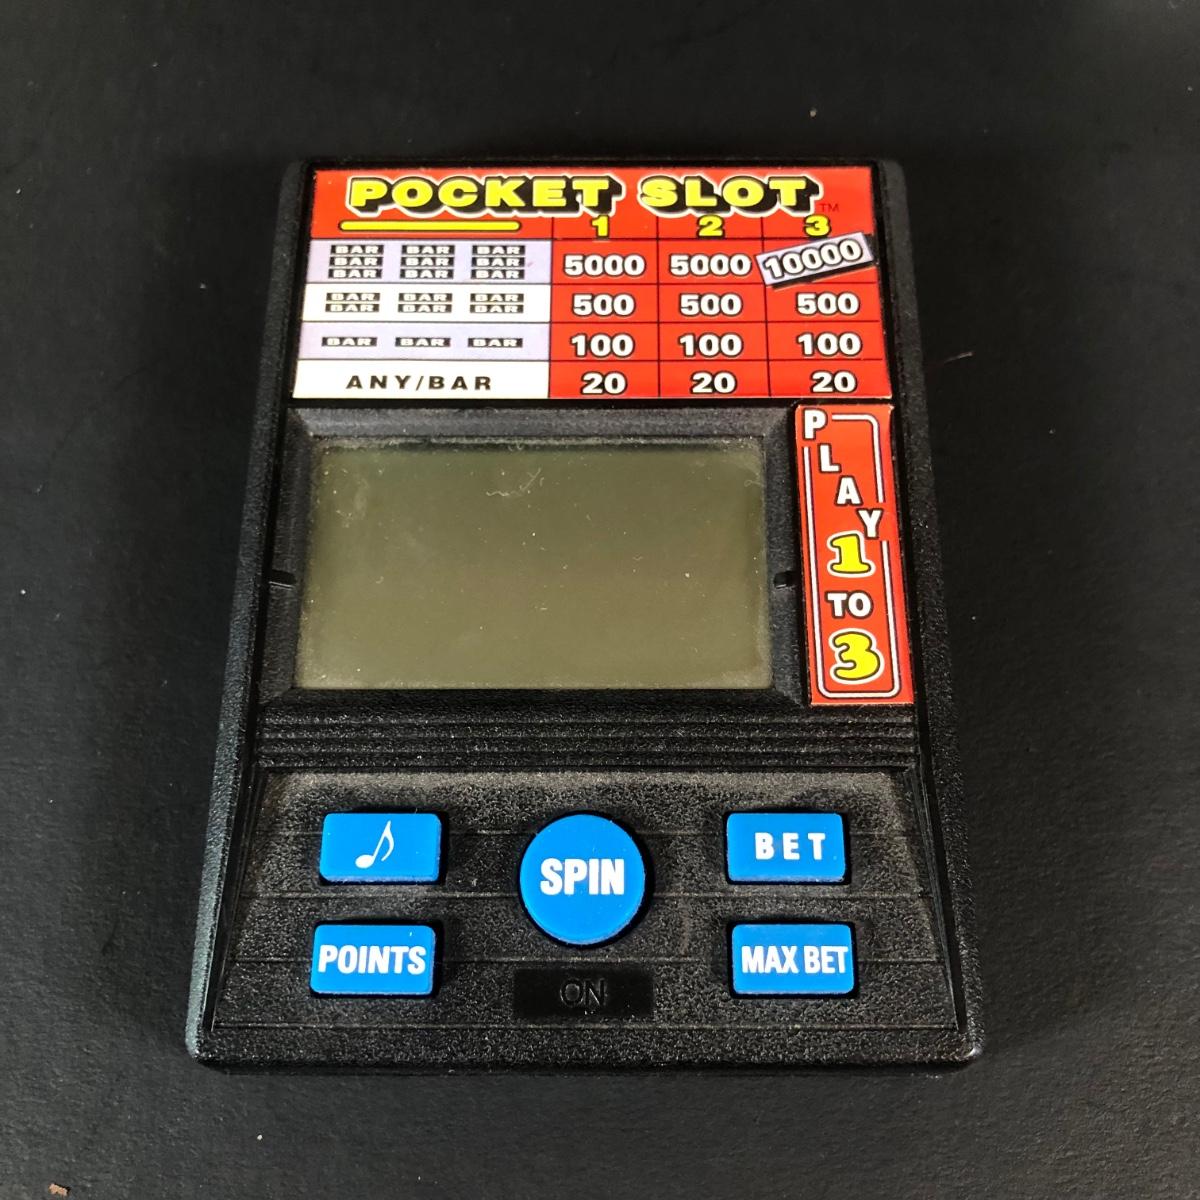 POCKET SLOT™
1 2 3
BAR BAR BAR
BAR BAR BAR
BAR BAR BAR
5000 5000 10000
BAR BAR BAR
BAR BAR BAR
500 500 500
BAR BAR BAR 100 100 100
ANY/BAR 20 20 20
PLAY
1
TO
3
♪
SPIN
BET
POINTS
MAX BET
ON